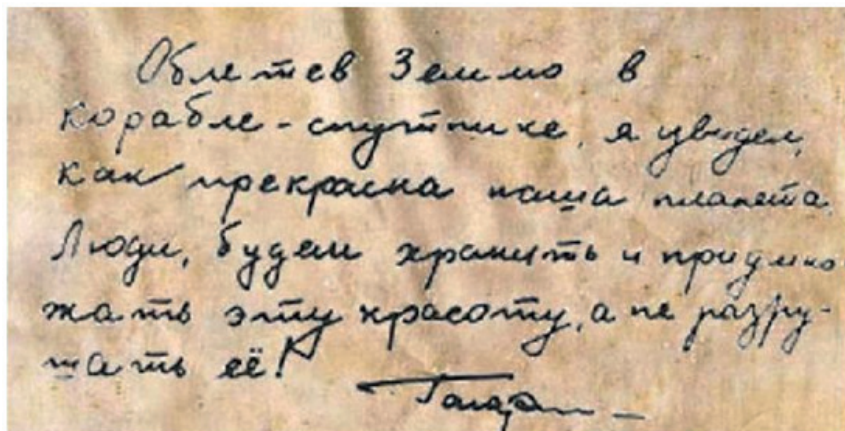 Облетев Землю в
корабле-спутнике, я увидел,
как прекрасна наша планета.
Люди, будем хранить и приумно
жать эту красоту, а не разру-
шать её!
Гагарин